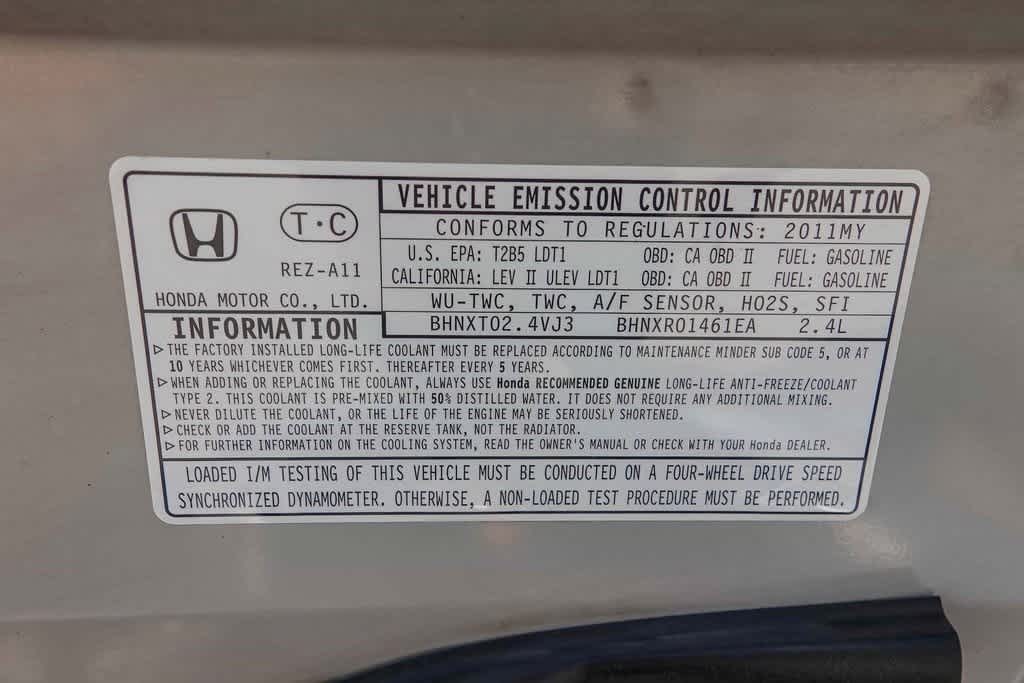 VEHICLE EMISSION CONTROL INFORMATION
T·C
CONFORMS TO REGULATIONS: 2011MY
U.S. EPA: T2B5 LDT1 OBD: CA OBD II FUEL: GASOLINE
REZ-A11
CALIFORNIA: LEV II ULEV LDT1 OBD: CA OBD II FUEL: GASOLINE
HONDA MOTOR CO., LTD.
WU-TWC, TWC, A/F SENSOR, HO2S, SFI
INFORMATION
BHNXT02.4VJ3 BHNXR0146IEA 2.4L
▷ THE FACTORY INSTALLED LONG-LIFE COOLANT MUST BE REPLACED ACCORDING TO MAINTENANCE MINDER SUB CODE 5, OR AT
10 YEARS WHICHEVER COMES FIRST. THEREAFTER EVERY 5 YEARS.
▷ WHEN ADDING OR REPLACING THE COOLANT, ALWAYS USE Honda RECOMMENDED GENUINE LONG-LIFE ANTI-FREEZE/COOLANT
TYPE 2. THIS COOLANT IS PRE-MIXED WITH 50% DISTILLED WATER. IT DOES NOT REQUIRE ANY ADDITIONAL MIXING.
▷ NEVER DILUTE THE COOLANT, OR THE LIFE OF THE ENGINE MAY BE SERIOUSLY SHORTENED.
▷ CHECK OR ADD THE COOLANT AT THE RESERVE TANK, NOT THE RADIATOR.
▷ FOR FURTHER INFORMATION ON THE COOLING SYSTEM, READ THE OWNER'S MANUAL OR CHECK WITH YOUR Honda DEALER.
LOADED I/M TESTING OF THIS VEHICLE MUST BE CONDUCTED ON A FOUR-WHEEL DRIVE SPEED
SYNCHRONIZED DYNAMOMETER. OTHERWISE, A NON-LOADED TEST PROCEDURE MUST BE PERFORMED.